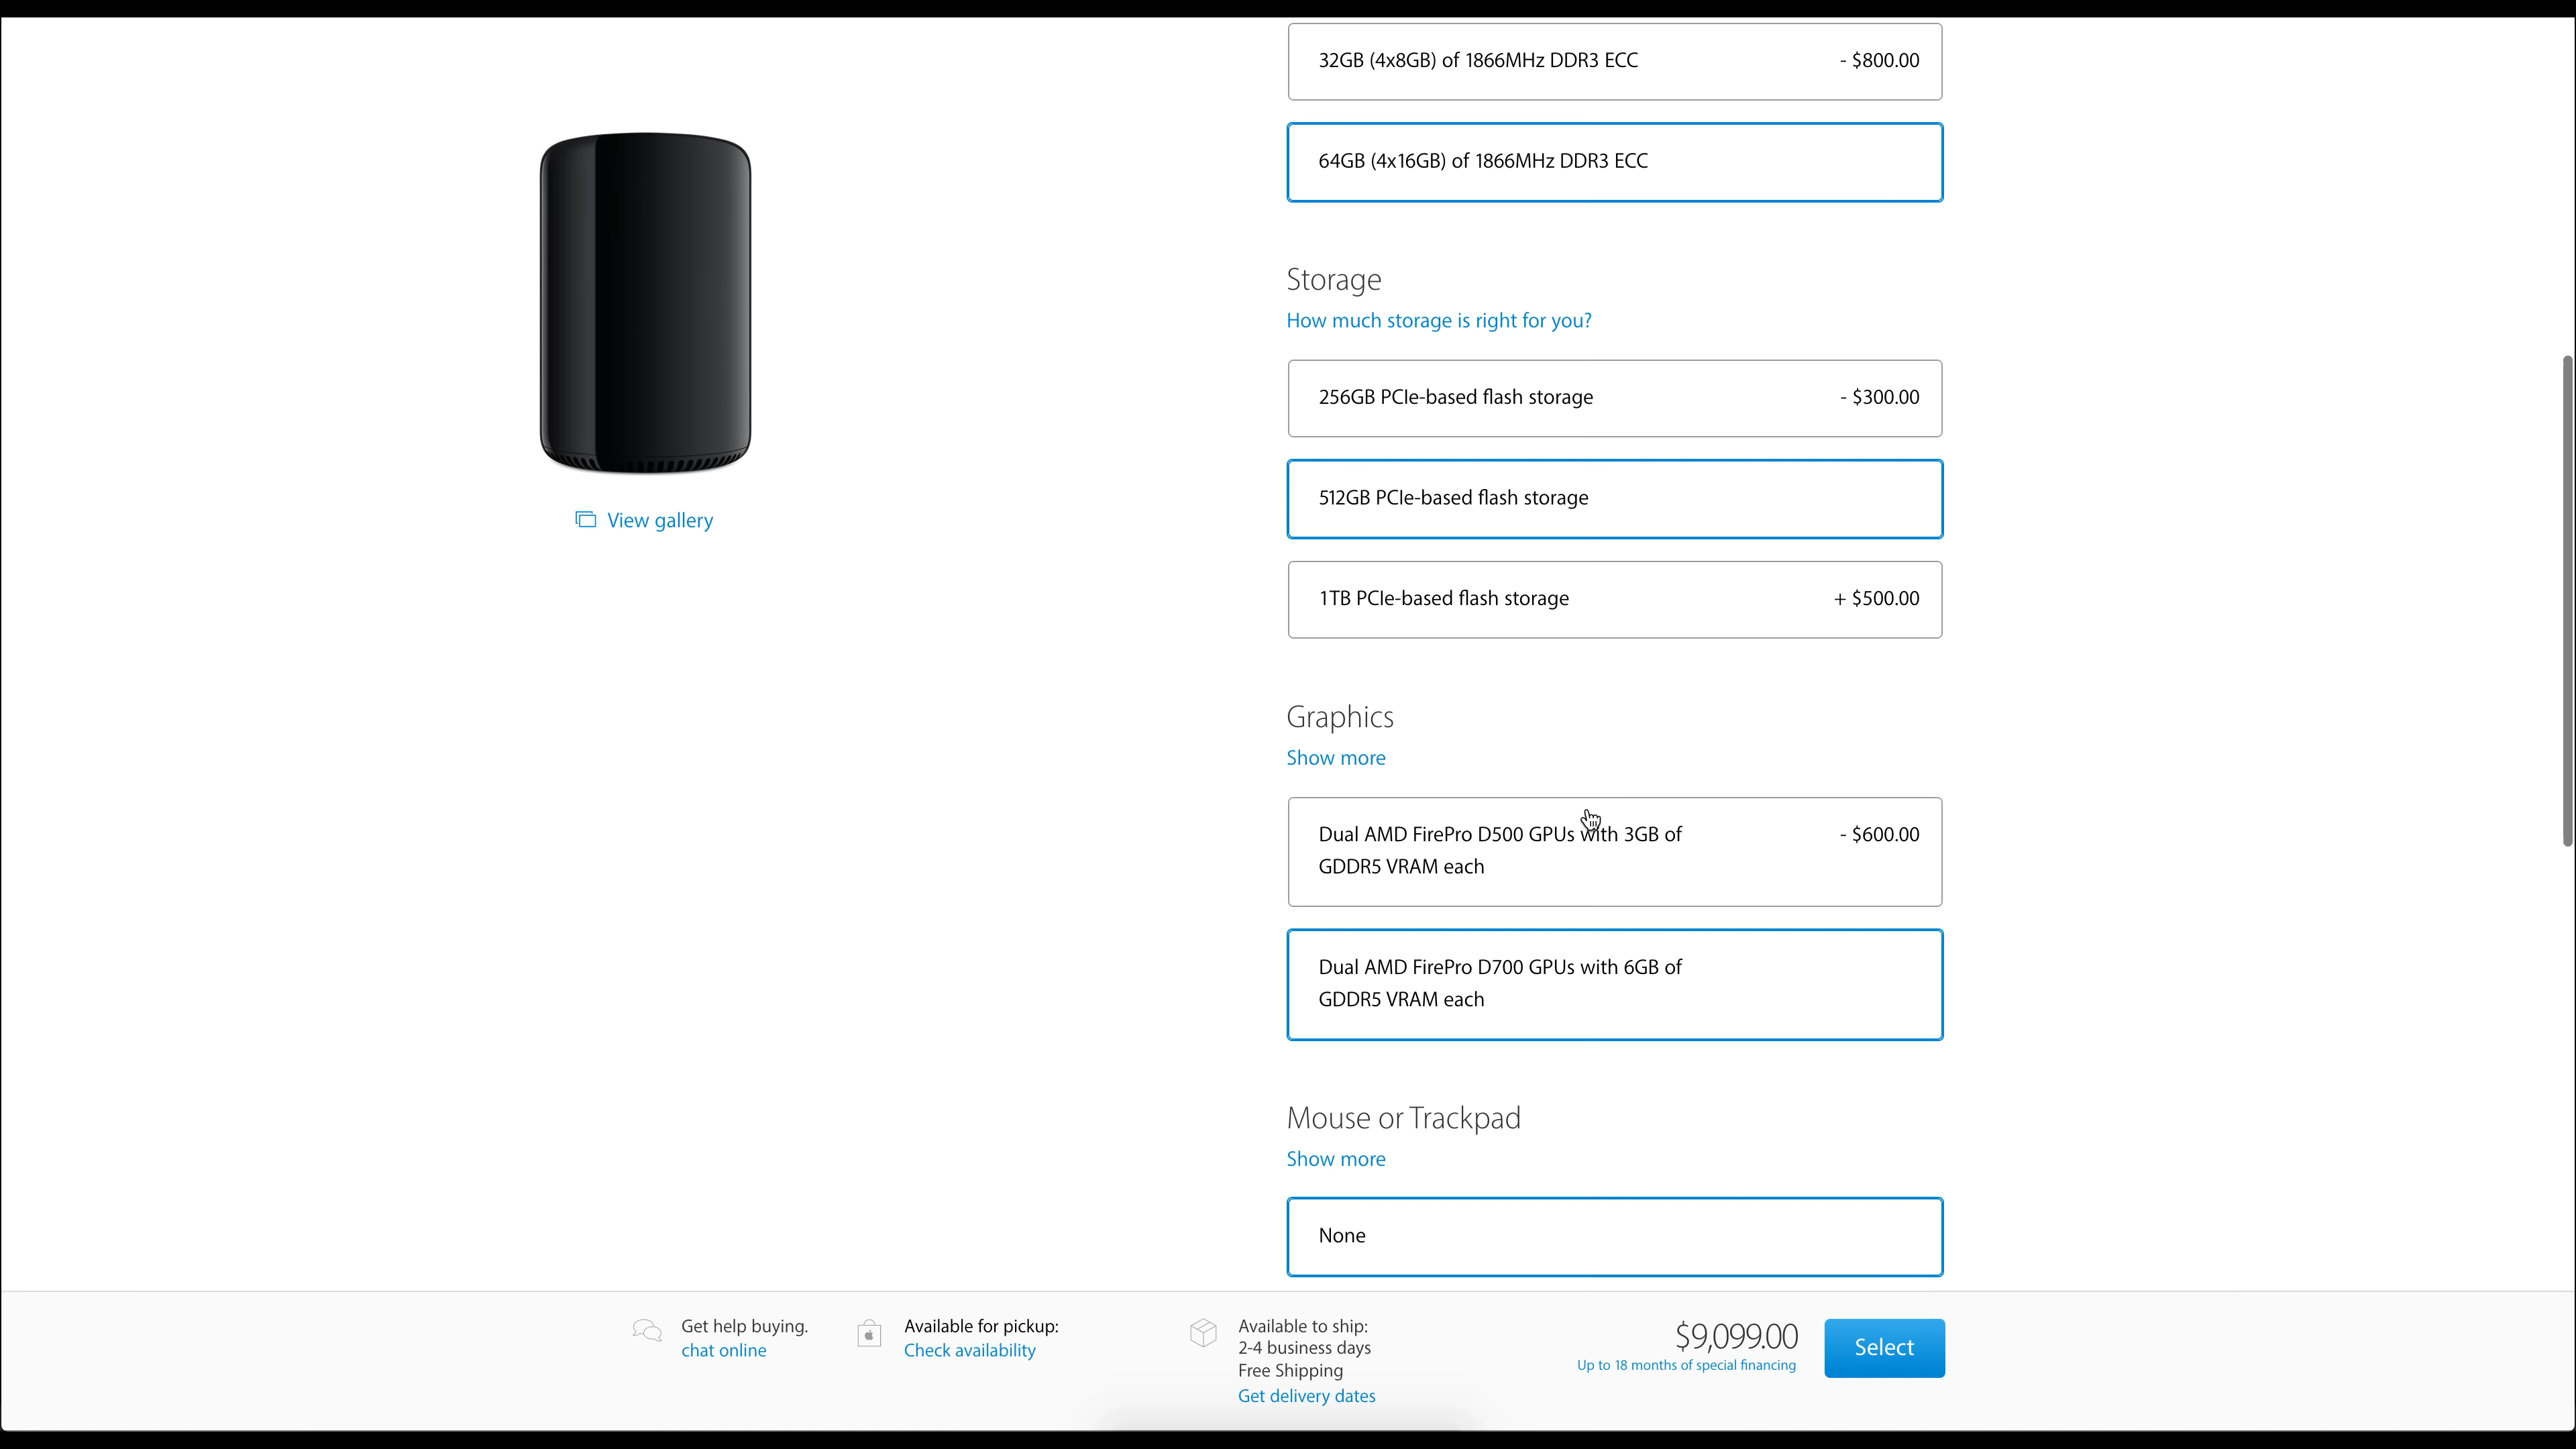 32GB (4x8GB) of 1866MHz DDR3 ECC - $800.00
64GB (4x16GB) of 1866MHz DDR3 ECC
View gallery
Storage
How much storage is right for you?
256GB PCIe-based flash storage - $300.00
512GB PCIe-based flash storage
1TB PCIe-based flash storage + $500.00
Graphics
Show more
Dual AMD FirePro D500 GPUs with 3GB of - $600.00
GDDR5 VRAM each
Dual AMD FirePro D700 GPUs with 6GB of
GDDR5 VRAM each
Mouse or Trackpad
Show more
None
Get help buying.
chat online
Available for pickup:
Check availability
Available to ship:
2-4 business days
Free Shipping
Get delivery dates
$9,099.00
Up to 18 months of special financing
Select